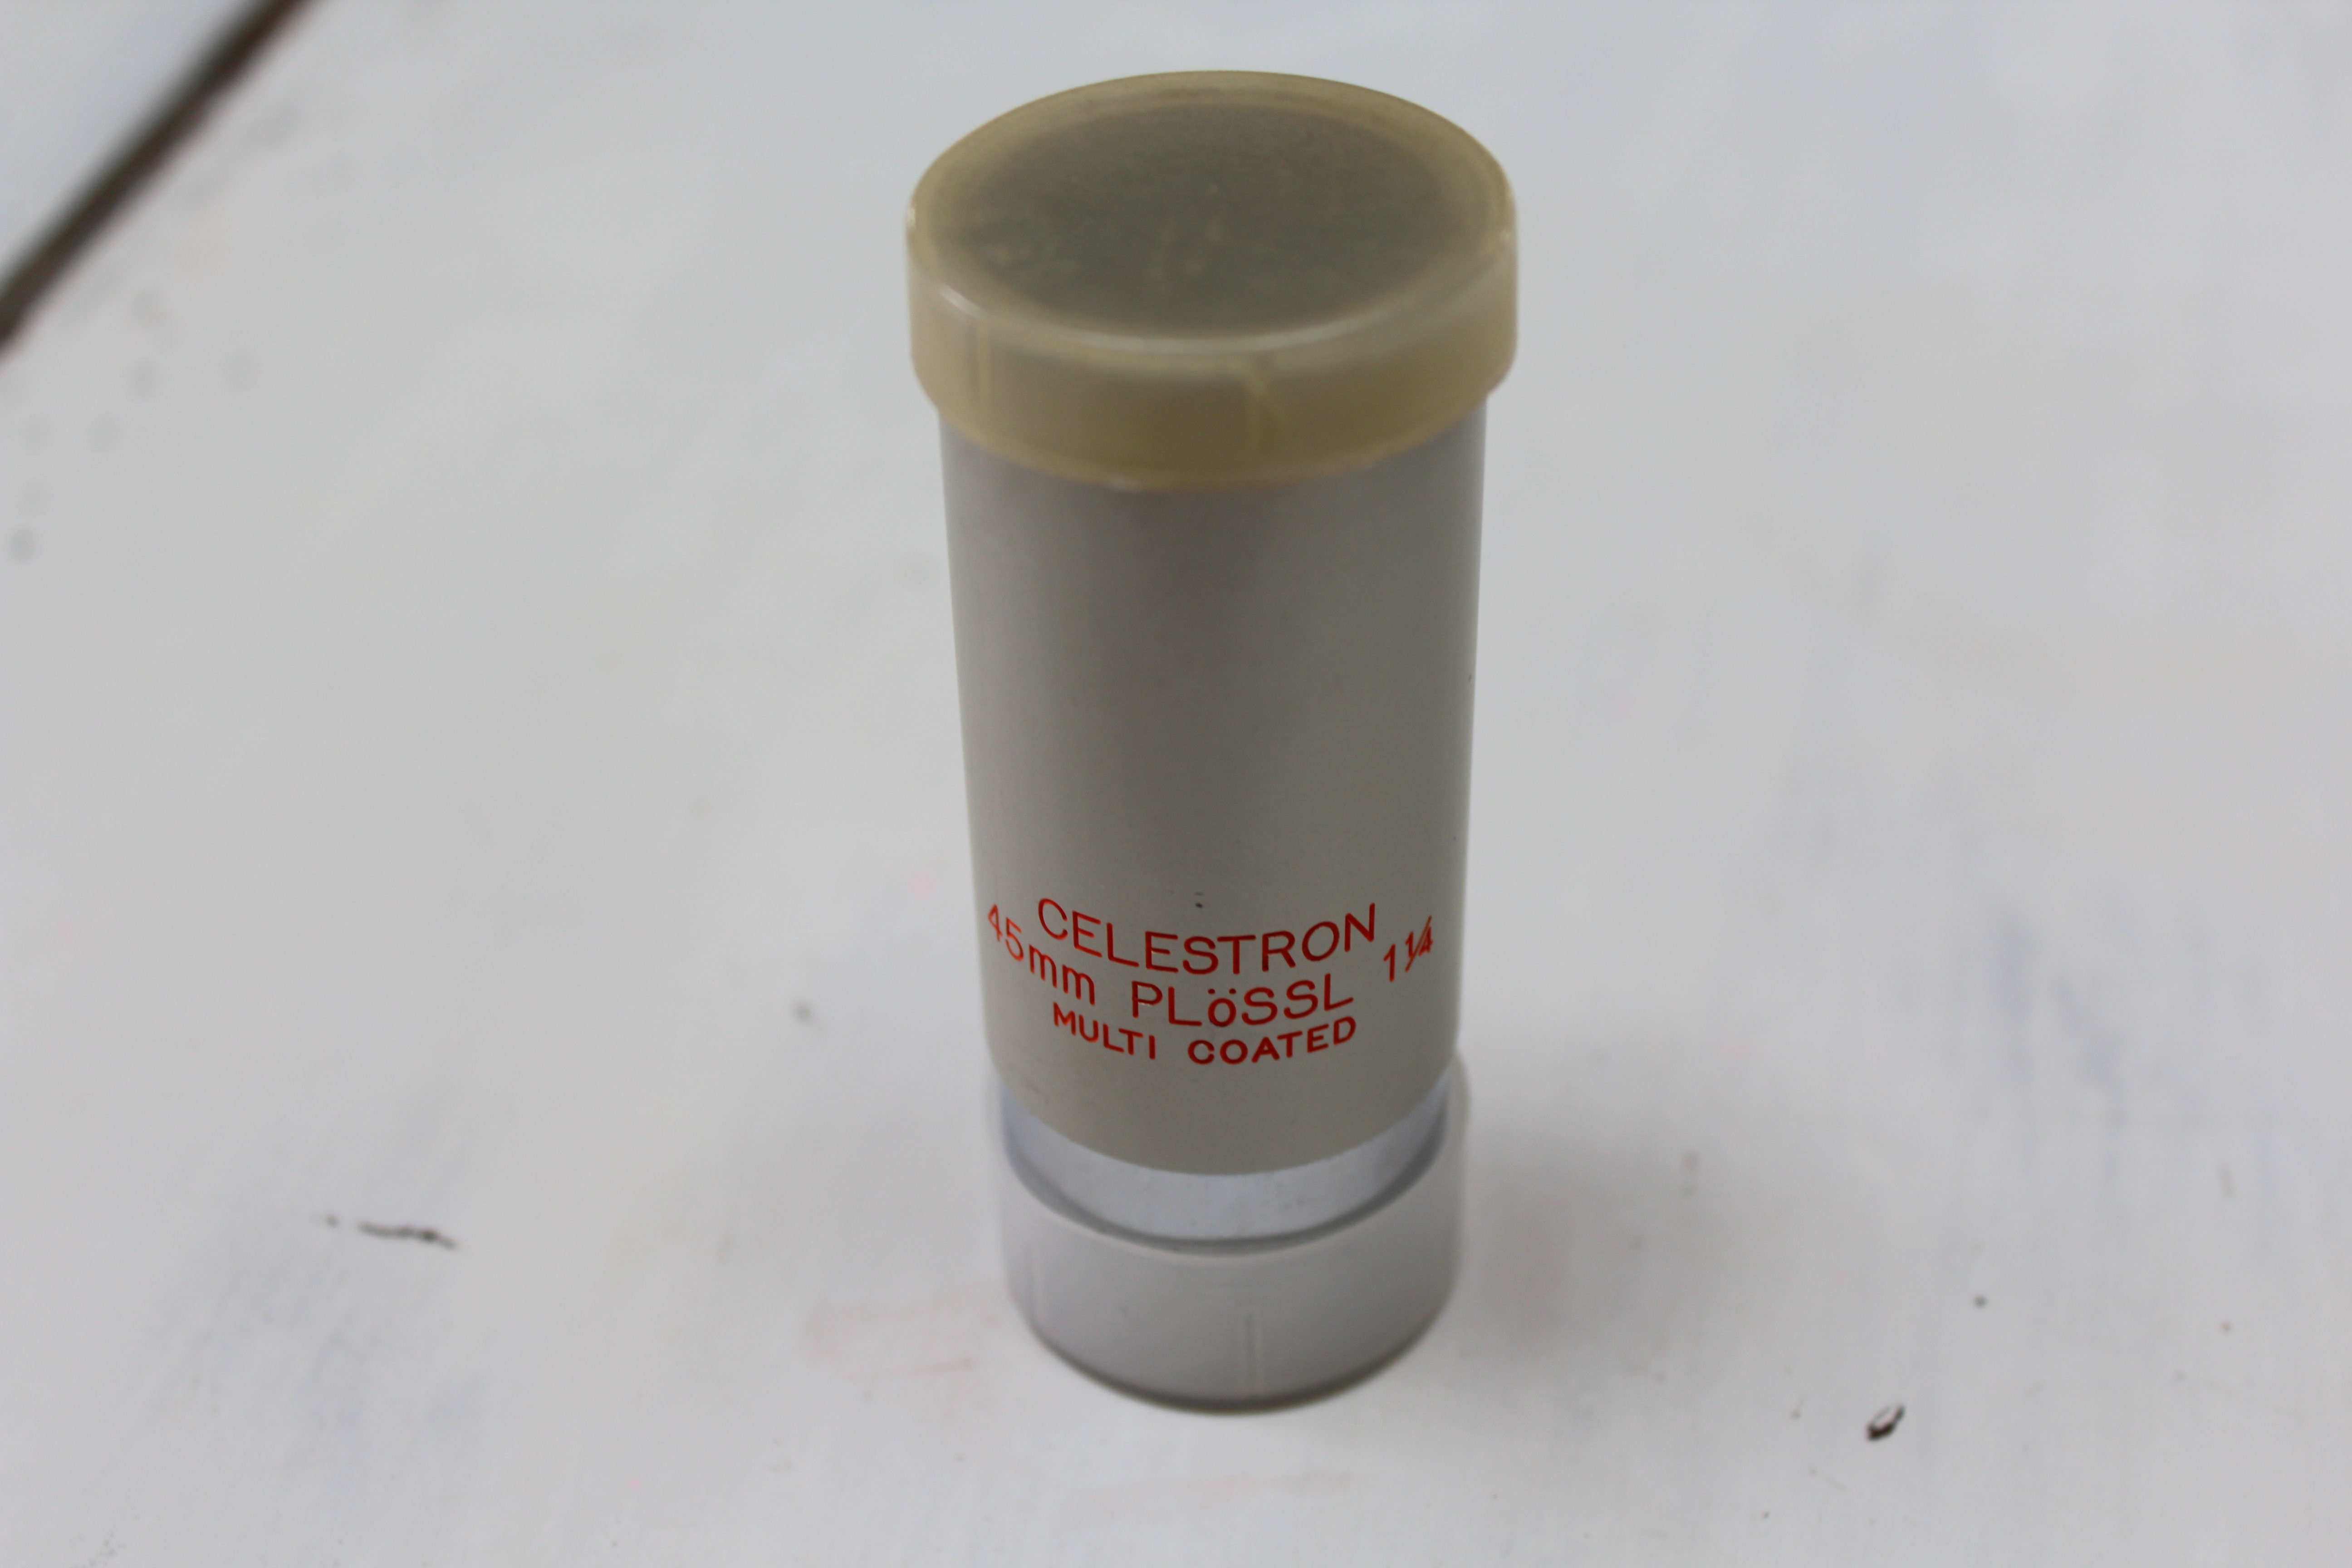 CELESTRON
45mm PLöSSL 1¼
MULTI COATED